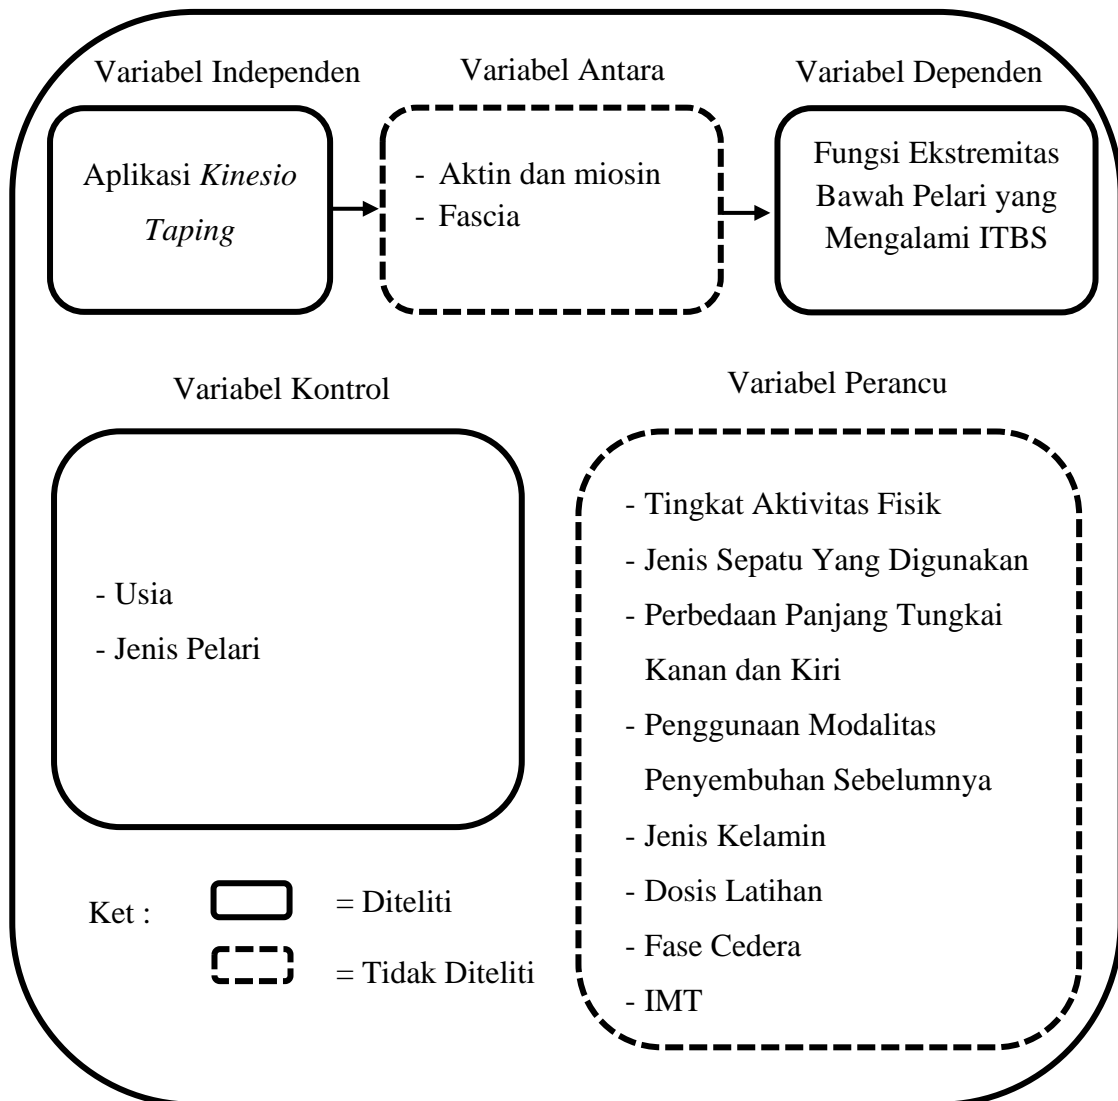 Variabel Independen
Aplikasi Kinesio
Taping
Variabel Antara
- Aktin dan miosin
- Fascia
Variabel Dependen
Fungsi Ekstremitas
Bawah Pelari yang
Mengalami ITBS
Variabel Kontrol
- Usia
- Jenis Pelari
Variabel Perancu
- Tingkat Aktivitas Fisik
- Jenis Sepatu Yang Digunakan
- Perbedaan Panjang Tungkai
Kanan dan Kiri
- Penggunaan Modalitas
Penyembuhan Sebelumnya
- Jenis Kelamin
- Dosis Latihan
- Fase Cedera
- IMT
Ket :
= Diteliti
= Tidak Diteliti